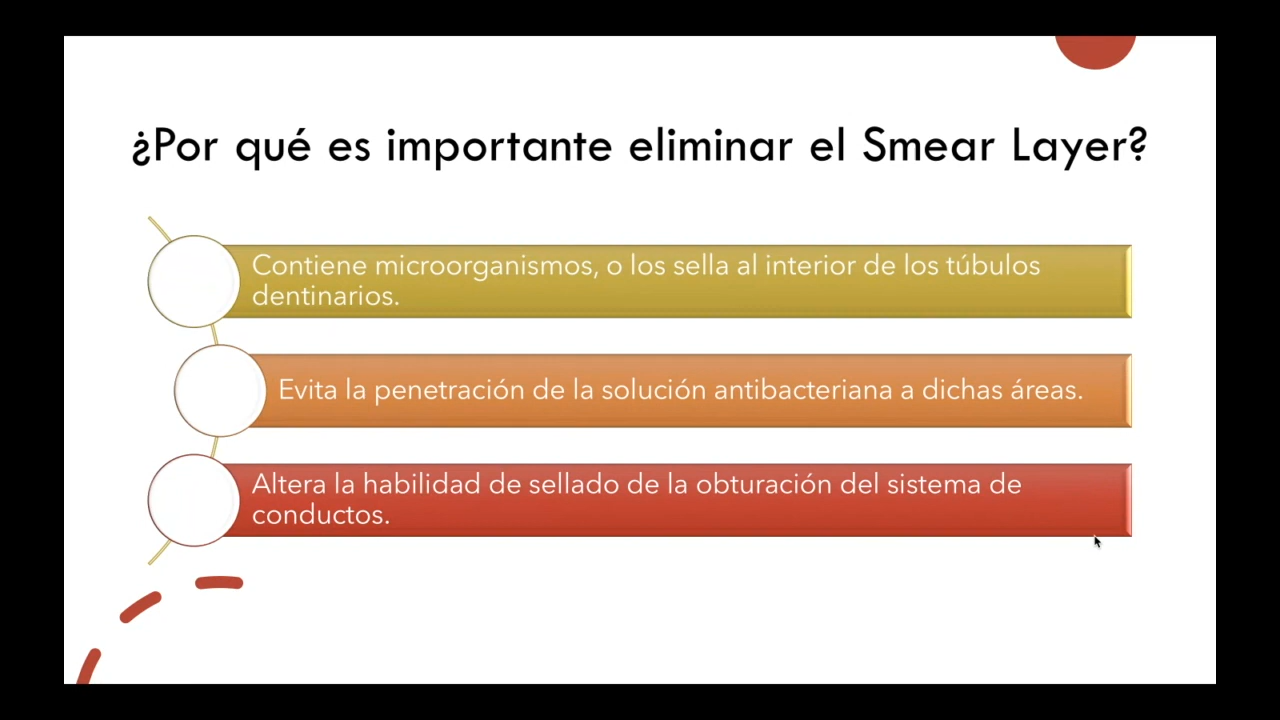 ¿Por qué es importante eliminar el Smear Layer?
Contiene microorganismos, o los sella al interior de los túbulos
dentinarios.
Evita la penetración de la solución antibacteriana a dichas áreas.
Altera la habilidad de sellado de la obturación del sistema de
conductos.